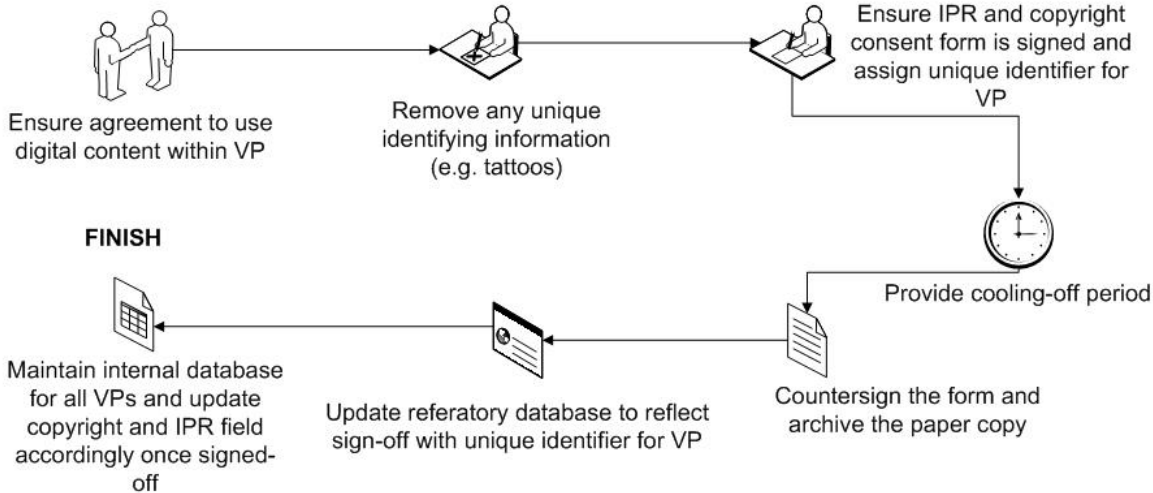 Ensure agreement to use
digital content within VP
Remove any unique
identifying information
(e.g. tattoos)
Ensure IPR and copyright
consent form is signed and
assign unique identifier for
VP
Provide cooling-off period
Countersign the form and
archive the paper copy
Update referatory database to reflect
sign-off with unique identifier for VP
FINISH
Maintain internal database
for all VPs and update
copyright and IPR field
accordingly once signed-
off